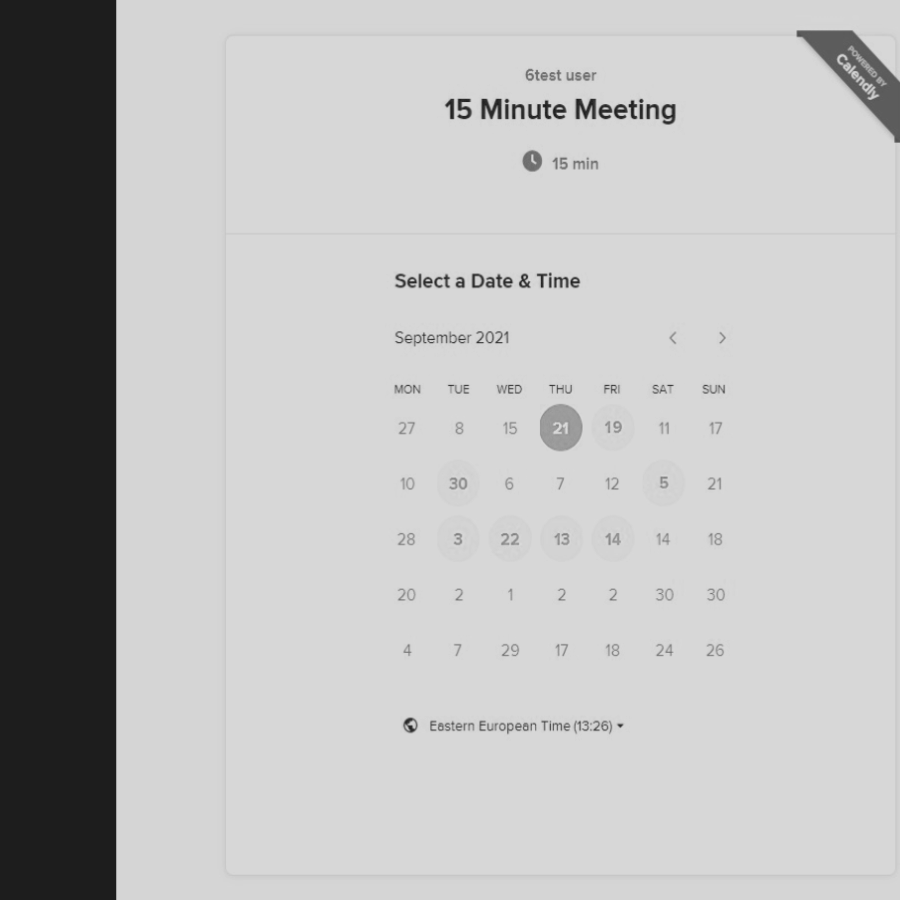 POWERED BY
Calendly
6test user
15 Minute Meeting
15 min
Select a Date & Time
September 2021
MON TUE WED THU FRI SAT SUN
27 8 15 21 19 11 17
10 30 6 7 12 5 21
28 3 22 13 14 14 18
20 2 1 2 2 30 30
4 7 29 17 18 24 26
Eastern European Time (13:26)